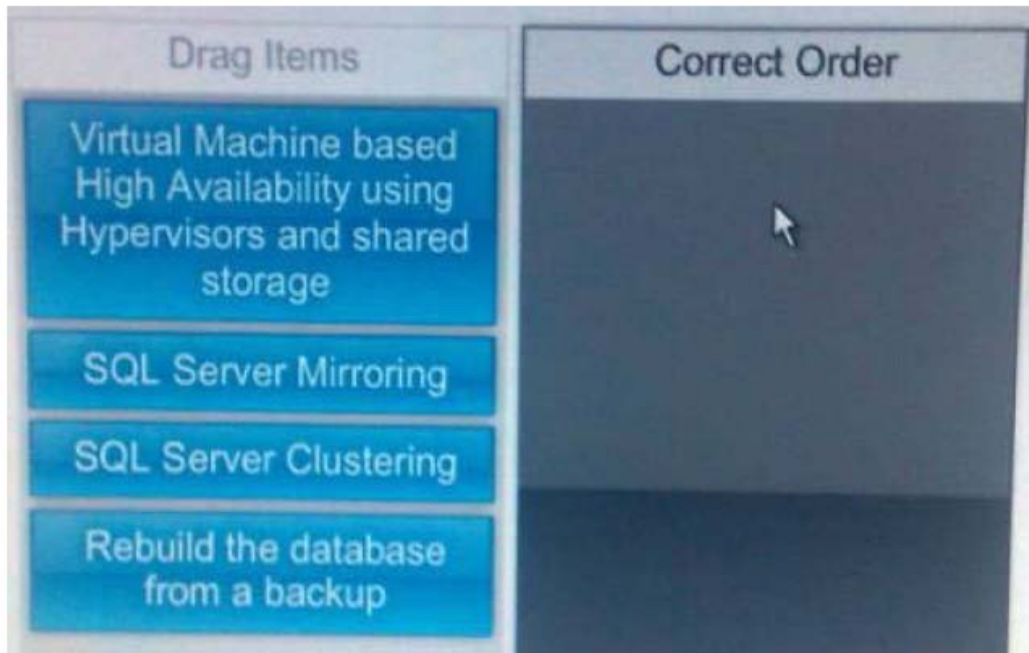 Drag Items
Correct Order
Virtual Machine based
High Availability using
Hypervisors and shared
storage
SQL Server Mirroring
SQL Server Clustering
Rebuild the database
from a backup